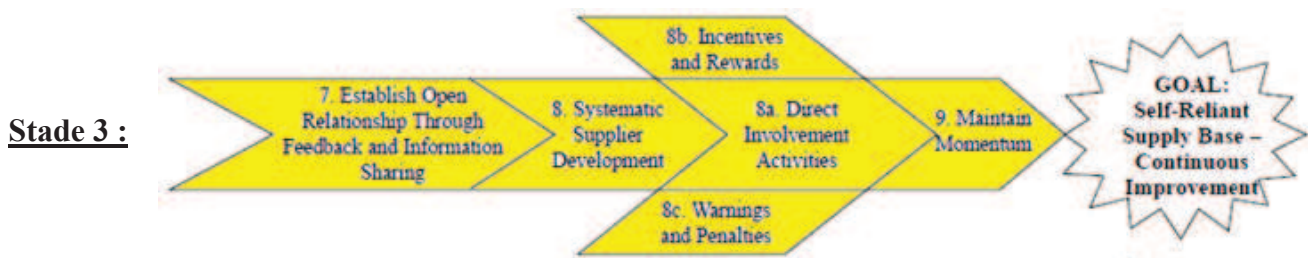 Stade 3 :
7. Establish Open
Relationship Through
Feedback and Information
Sharing
8. Systematic
Supplier
Development
8b. Incentives
and Rewards
8a. Direct
Involvement
Activities
8c. Warnings
and Penalties
9. Maintain
Momentum
GOAL:
Self-Reliant
Supply Base –
Continuous
Improvement